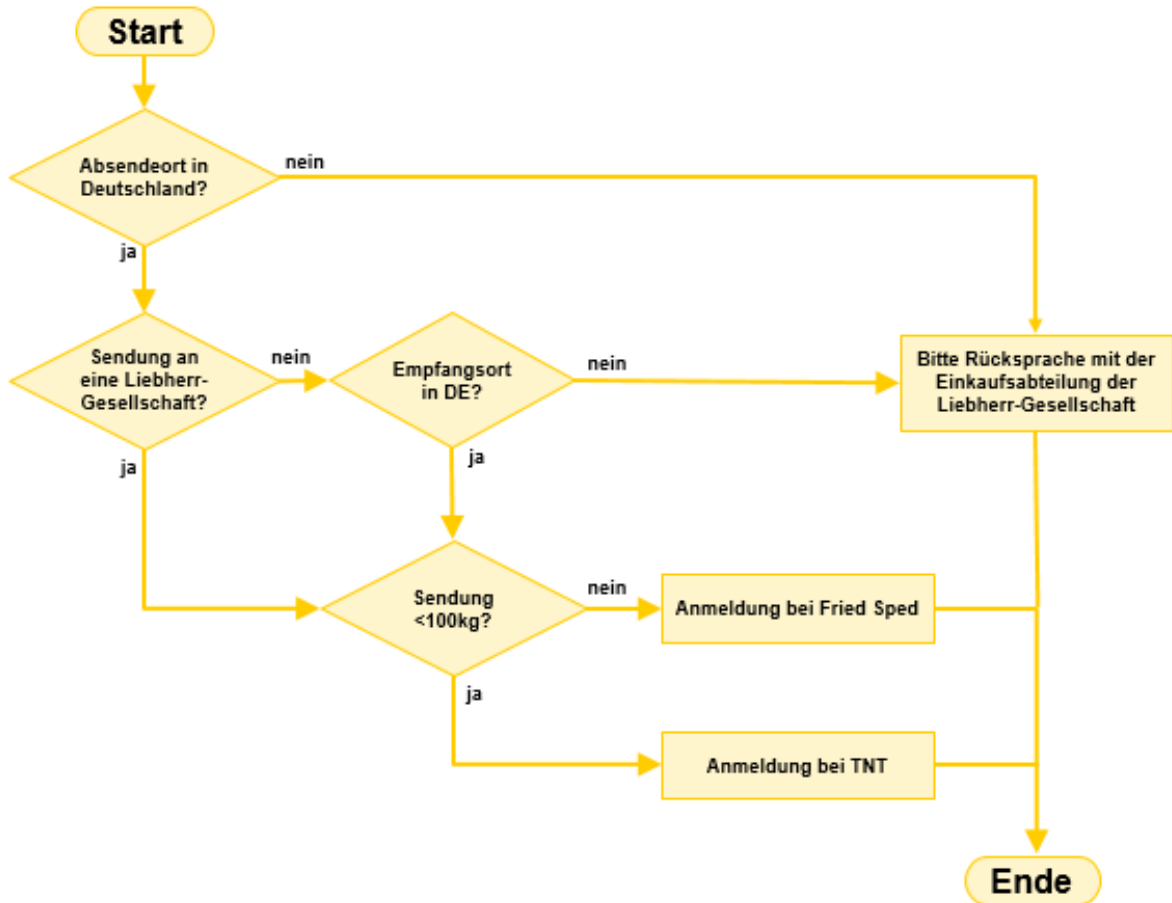 Start
Absendeort in
Deutschland?
nein
ja
Sendung an
eine Liebherr-
Gesellschaft?
nein
Empfangsort
in DE?
nein
Bitte Rücksprache mit der
Einkaufsabteilung der
Liebherr-Gesellschaft
ja
ja
Sendung
<100kg?
nein
Anmeldung bei Fried Sped
ja
Anmeldung bei TNT
Ende